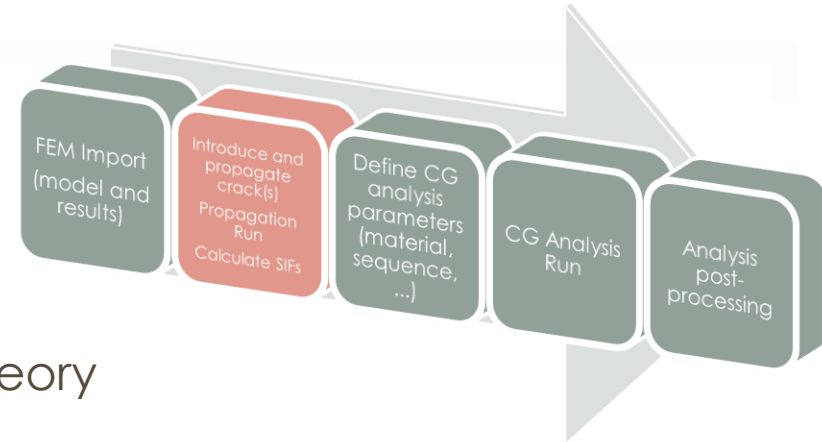 FEM Import
(model and
results)
Introduce and
propagate
crack(s)
Propagation
Run
Calculate SIFs
Define CG
analysis
parameters
(material,
sequence,
...)
CG Analysis
Run
Analysis
post-
processing
eory